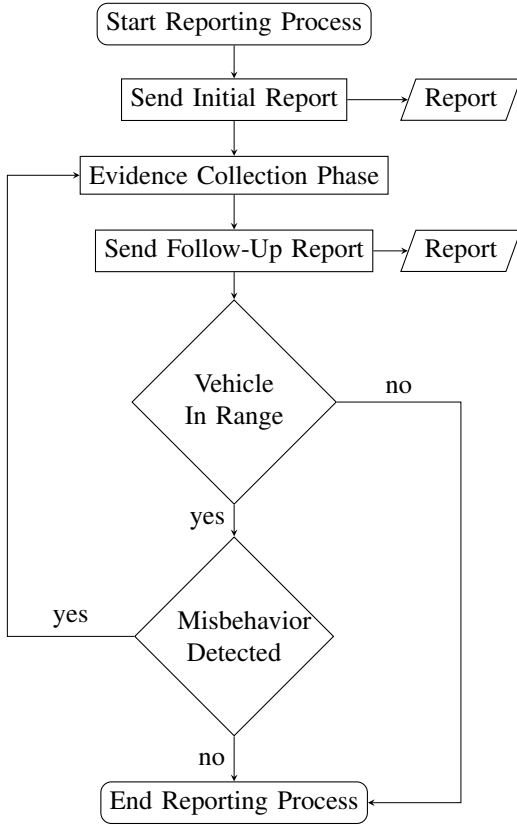 Start Reporting Process
Send Initial Report
Report
Evidence Collection Phase
Send Follow-Up Report
Report
Vehicle
In Range
no
yes
Misbehavior
Detected
yes
no
End Reporting Process